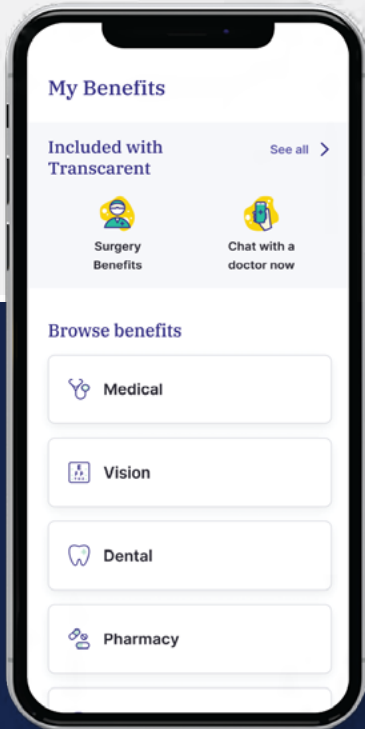 My Benefits
Included with
Transcarent
See all
Surgery
Benefits
Chat with a
doctor now
Browse benefits
Medical
Vision
Dental
Pharmacy